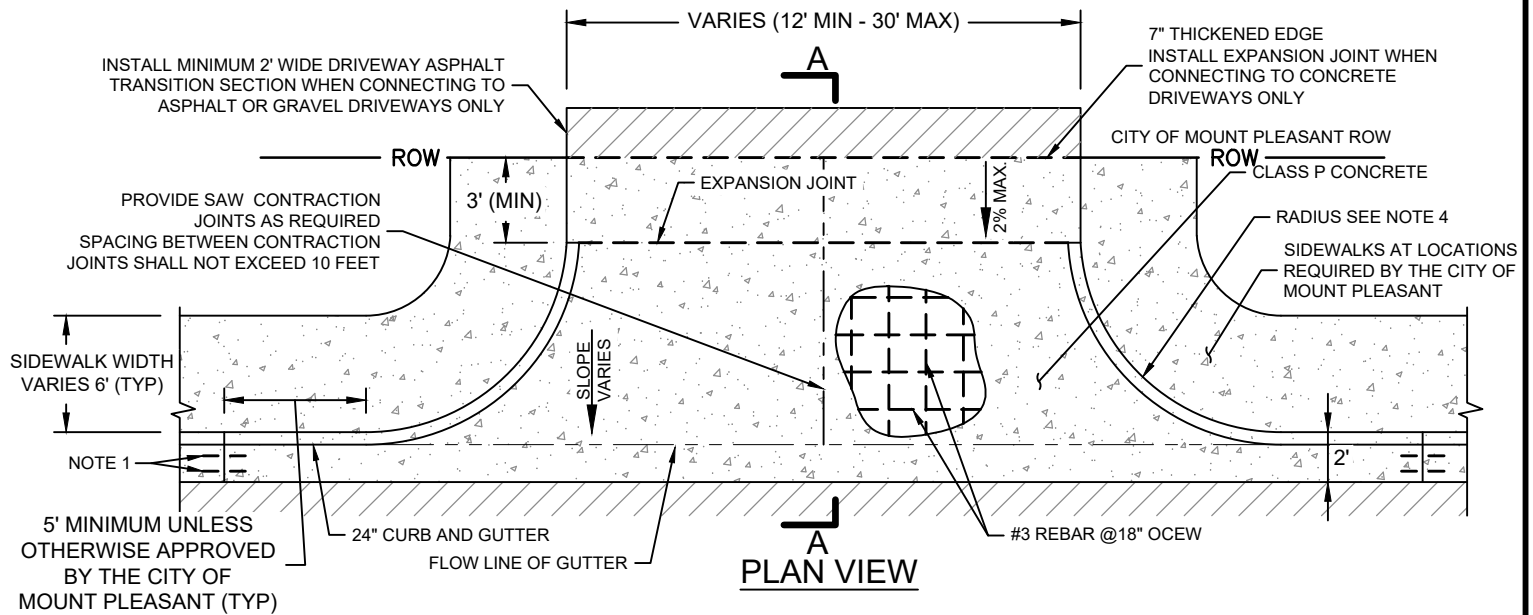 VARIES (12' MIN - 30' MAX)
7" THICKENED EDGE
INSTALL EXPANSION JOINT WHEN
CONNECTING TO CONCRETE
DRIVEWAYS ONLY
INSTALL MINIMUM 2' WIDE DRIVEWAY ASPHALT
TRANSITION SECTION WHEN CONNECTING TO
ASPHALT OR GRAVEL DRIVEWAYS ONLY
A
CITY OF MOUNT PLEASANT ROW
ROW
ROW
CLASS P CONCRETE
PROVIDE SAW CONTRACTION
JOINTS AS REQUIRED
SPACING BETWEEN CONTRACTION
JOINTS SHALL NOT EXCEED 10 FEET
3' (MIN)
EXPANSION JOINT
2% MAX.
RADIUS SEE NOTE 4
SIDEWALKS AT LOCATIONS
REQUIRED BY THE CITY OF
MOUNT PLEASANT
SIDEWALK WIDTH
VARIES 6' (TYP)
SLOPE
VARIES
NOTE 1
2'
5' MINIMUM UNLESS
OTHERWISE APPROVED
BY THE CITY OF
MOUNT PLEASANT (TYP)
24" CURB AND GUTTER
FLOW LINE OF GUTTER
A
#3 REBAR @18" OCEW
PLAN VIEW